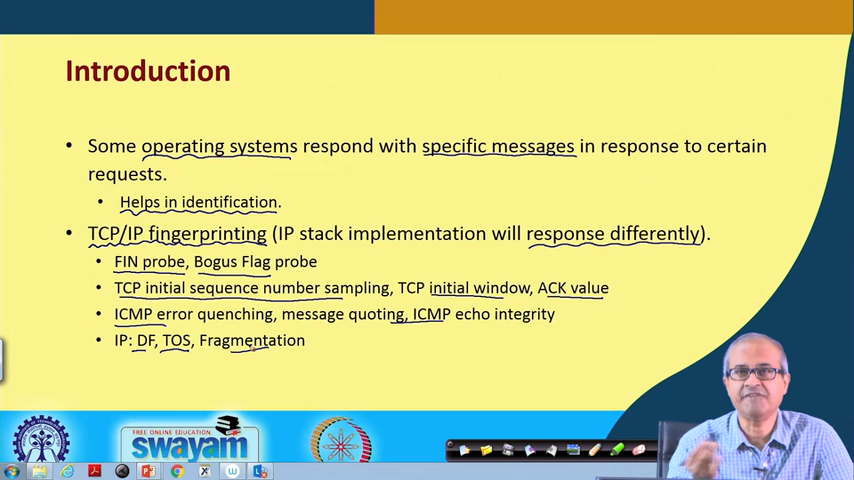 Introduction
• Some operating systems respond with specific messages in response to certain
requests.
• Helps in identification.
• TCP/IP fingerprinting (IP stack implementation will response differently).
• FIN probe, Bogus Flag probe
• TCP initial sequence number sampling, TCP initial window, ACK value
• ICMP error quenching, message quoting, ICMP echo integrity
• IP: DF, TOS, Fragmentation
FREE ONLINE EDUCATION
swayam